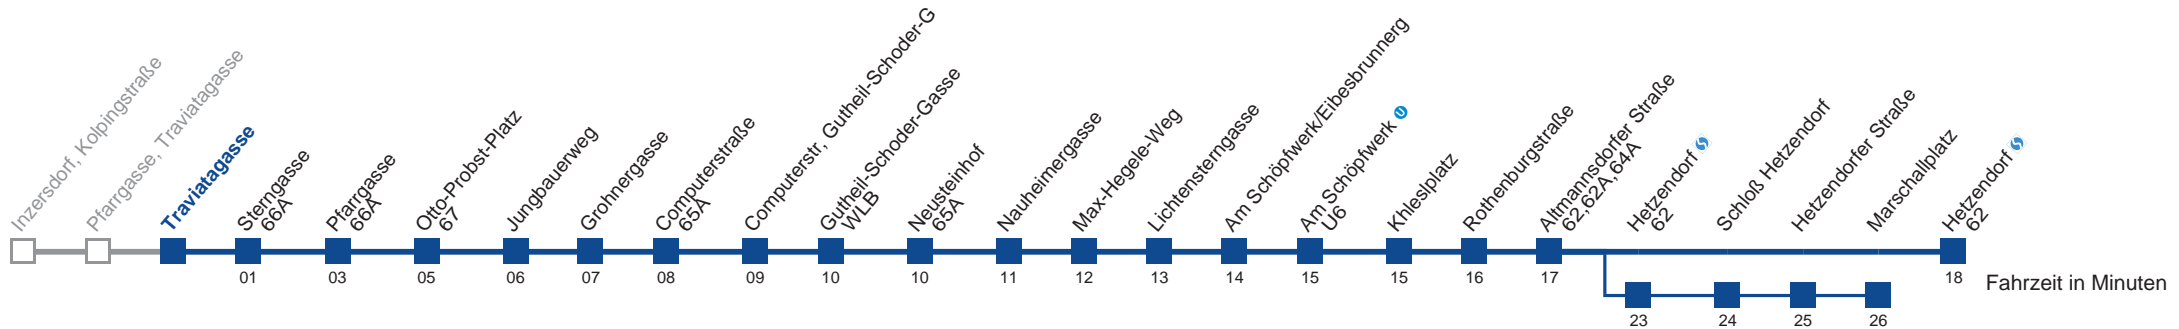 Inzersdorf, Kolpingstraße
Pfarrgasse, Traviatagasse
Traviatagasse
Sterngasse
66A
Pfarrgasse
66A
Otto-Probst-Platz
67
Jungbauerweg
Grohnergasse
Computerstraße
65A
Computerstr, Gutheil-Schoder-G
Gutheil-Schoder-Gasse
WLB
Neusteinhof
65A
Nauheimergasse
Max-Hegele-Weg
Lichtensterngasse
Am Schöpfwerk/Eibesbrunnerg
Am Schöpfwerk U
U6
Khleslplatz
Rothenburgstraße
Altmannsdorfer Straße
62,62A,64A
Hetzendorf S
62
Schloß Hetzendorf
Hetzendorfer Straße
Marschallplatz
Hetzendorf S
62
01 03 05 06 07 08 09 10 10 11 12 13 14 15 15 16 17 18
Fahrzeit in Minuten
23 24 25 26